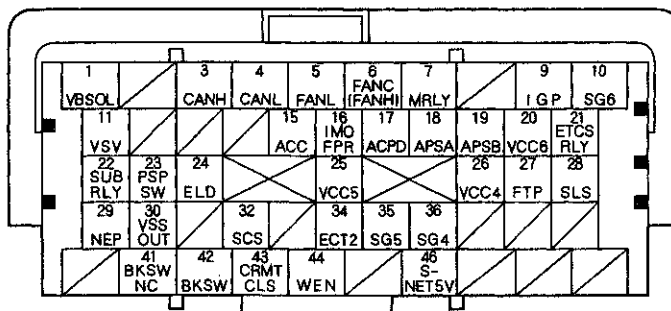 1 3 4 5 6 7 9 10
VBSOL CANH CANL FANL FANC [FANH] MRLY IGP SG6
11 15 16 17 18 19 20 21
VSV ACC IMO FPR ACPD APSA APSB VCC6 ETCS RLY
22 23 24 25 26 27 28
SUB RLY PSP SW ELD VCC5 VCC4 FTP SLS
29 30 32 34 35 36
NEP VSS OUT SCS ECT2 SG5 SG4
41 42 43 44 46
BKSW NC BKSW CRMT CLS WEN S- NET5V